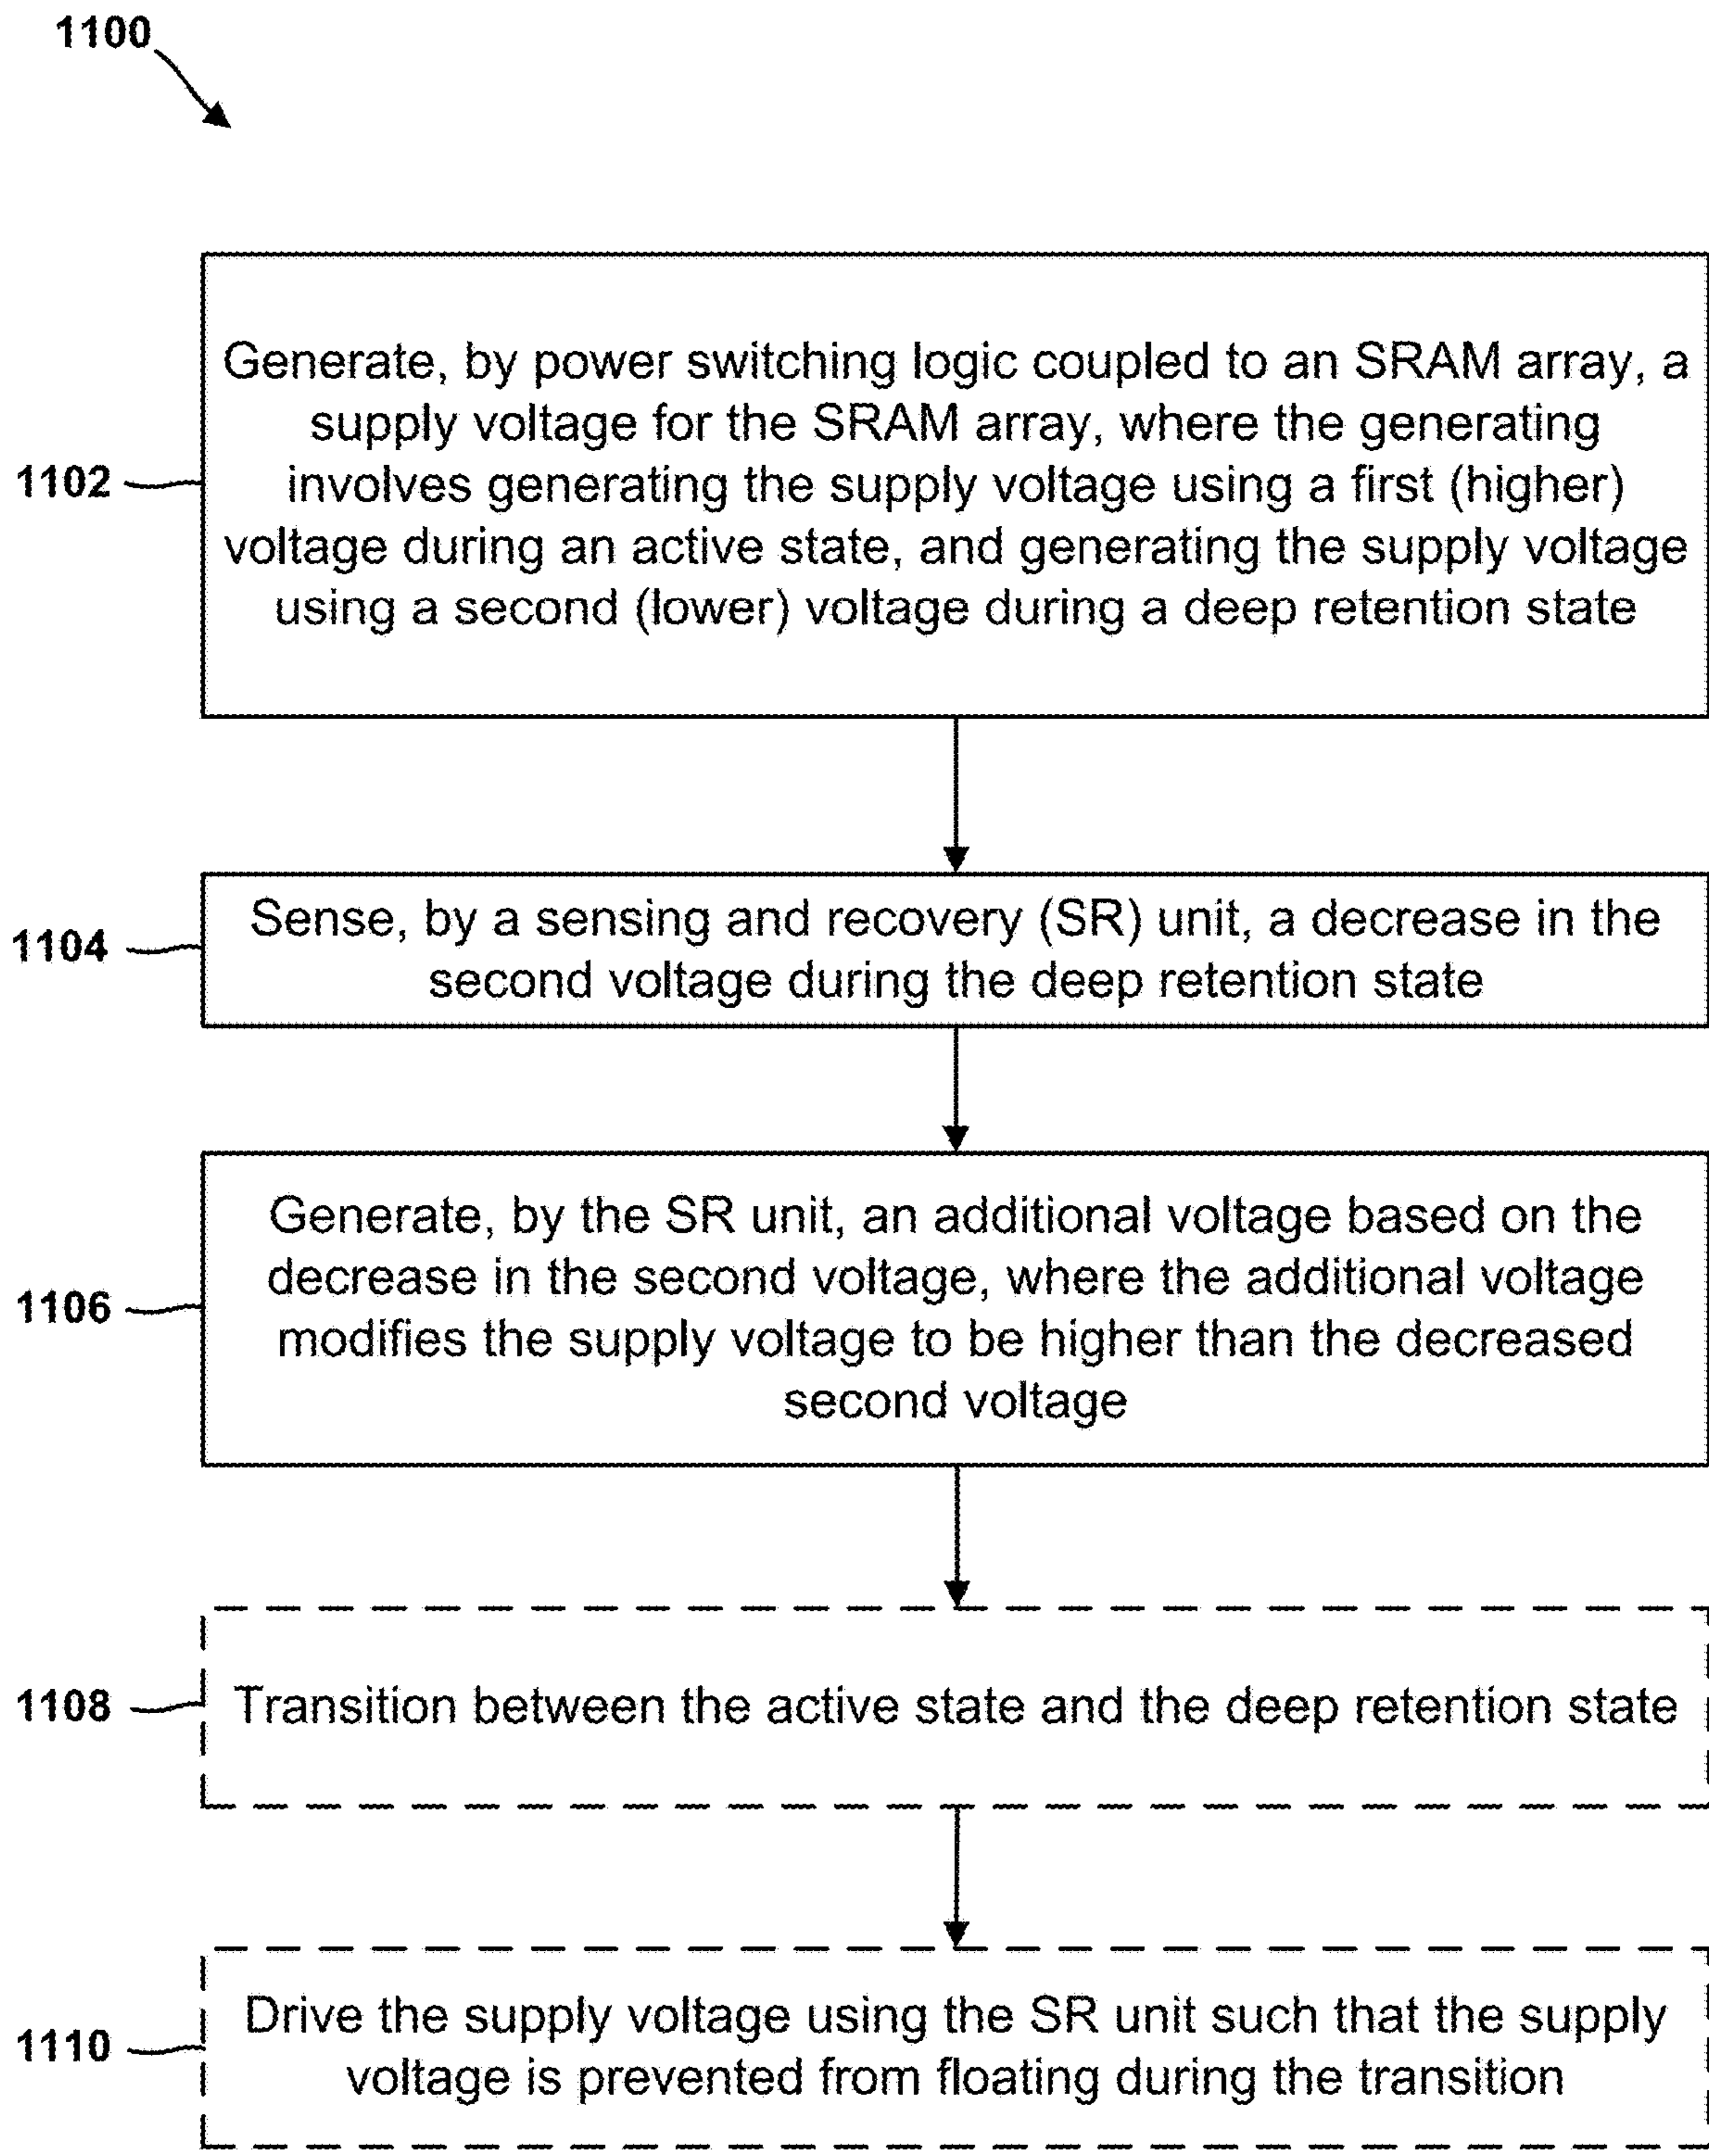 1100
1102
Generate, by power switching logic coupled to an SRAM array, a
supply voltage for the SRAM array, where the generating
involves generating the supply voltage using a first (higher)
voltage during an active state, and generating the supply voltage
using a second (lower) voltage during a deep retention state
1104
Sense, by a sensing and recovery (SR) unit, a decrease in the
second voltage during the deep retention state
1106
Generate, by the SR unit, an additional voltage based on the
decrease in the second voltage, where the additional voltage
modifies the supply voltage to be higher than the decreased
second voltage
1108
Transition between the active state and the deep retention state
1110
Drive the supply voltage using the SR unit such that the supply
voltage is prevented from floating during the transition